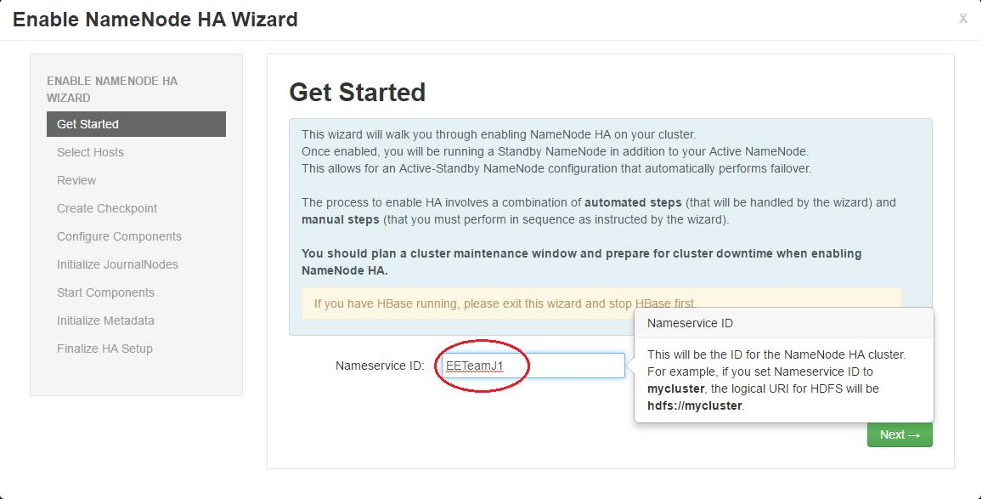 Enable NameNode HA Wizard
x
ENABLE NAMENODE HA
WIZARD
Get Started
Select Hosts
Review
Create Checkpoint
Configure Components
Initialize JournalNodes
Start Components
Initialize Metadata
Finalize HA Setup
Get Started
This wizard will walk you through enabling NameNode HA on your cluster.
Once enabled, you will be running a Standby NameNode in addition to your Active NameNode.
This allows for an Active-Standby NameNode configuration that automatically performs failover.
The process to enable HA involves a combination of automated steps (that will be handled by the wizard) and
manual steps (that you must perform in sequence as instructed by the wizard).
You should plan a cluster maintenance window and prepare for cluster downtime when enabling
NameNode HA.
If you have HBase running, please exit this wizard and stop HBase first.
Nameservice ID:
EETeamJ1
Nameservice ID
This will be the ID for the NameNode HA cluster.
For example, if you set Nameservice ID to
mycluster, the logical URI for HDFS will be
hdfs://mycluster.
Next →